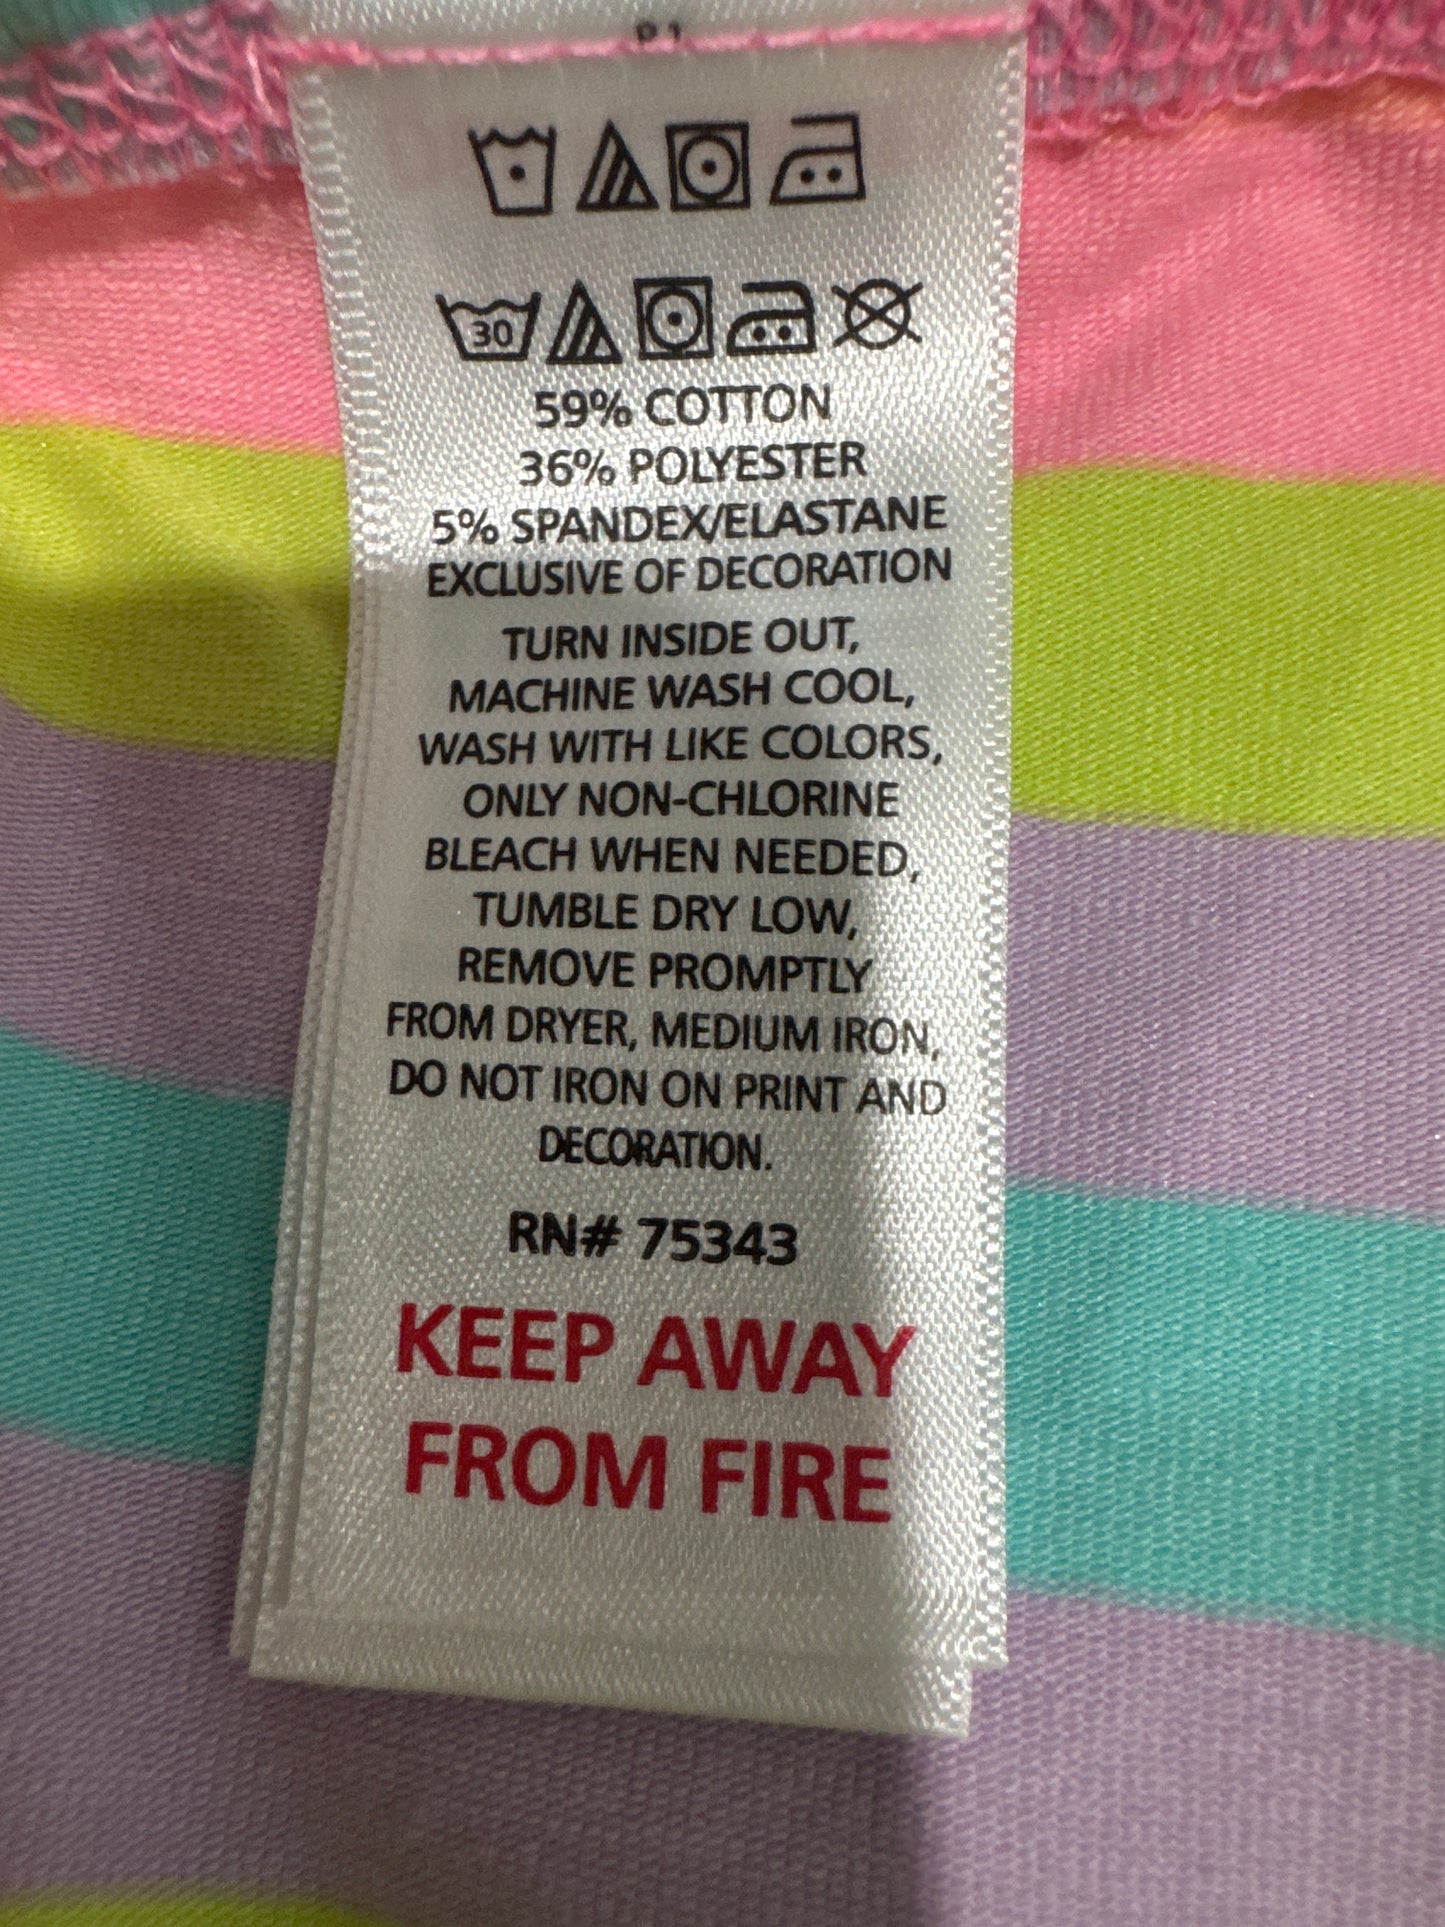 30
59% COTTON
36% POLYESTER
5% SPANDEX/ELASTANE
EXCLUSIVE OF DECORATION
TURN INSIDE OUT,
MACHINE WASH COOL,
WASH WITH LIKE COLORS,
ONLY NON-CHLORINE
BLEACH WHEN NEEDED,
TUMBLE DRY LOW,
REMOVE PROMPTLY
FROM DRYER, MEDIUM IRON,
DO NOT IRON ON PRINT AND
DECORATION.
RN# 75343
KEEP AWAY
FROM FIRE